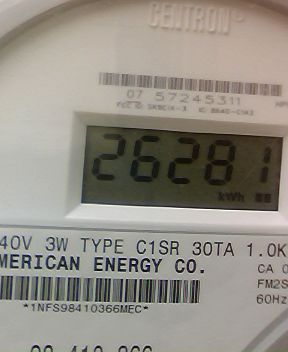 CENTRON
07 57245311
26281
kWh
40V 3W TYPE C1SR 30TA 1.0K
MERICAN ENERGY CO.
CA 0
FM2S
60Hz
*1NFS98410366MEC*